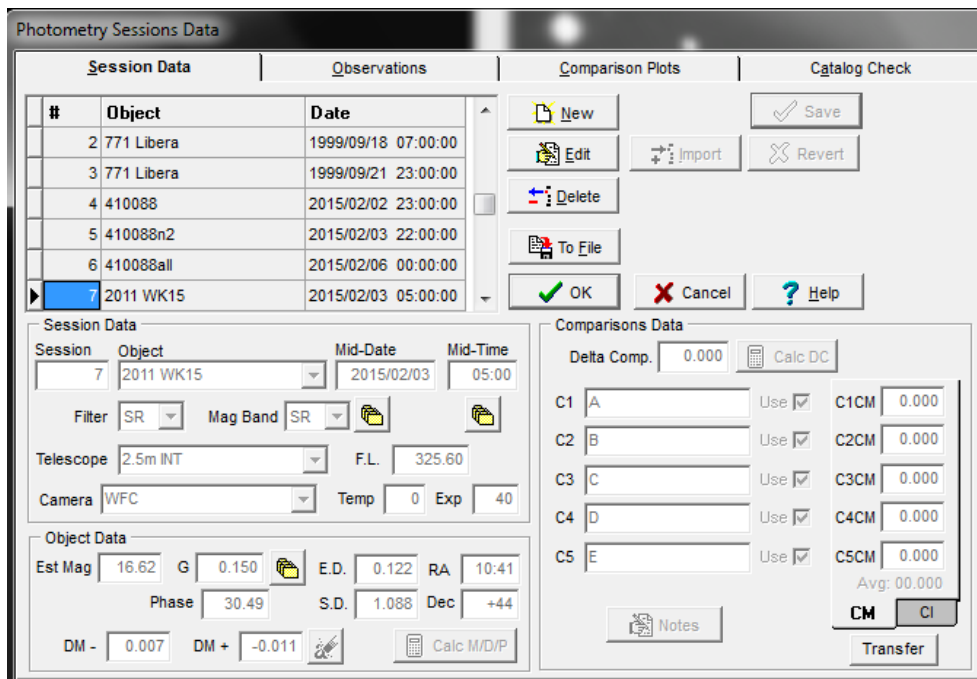 Photometry Sessions Data
Session Data Observations Comparison Plots Catalog Check
# Object Date
2 771 Libera 1999/09/18 07:00:00
3 771 Libera 1999/09/21 23:00:00
4 410088 2015/02/02 23:00:00
5 410088n2 2015/02/03 22:00:00
6 410088all 2015/02/06 00:00:00
7 2011 WK15 2015/02/03 05:00:00
New Save
Edit Import Revert
Delete
To File
OK Cancel Help
Session Data
Session Object Mid-Date Mid-Time
7 2011 WK15 2015/02/03 05:00
Filter SR Mag Band SR
Telescope 2.5m INT F.L. 325.60
Camera WFC Temp 0 Exp 40
Object Data
Est Mag 16.62 G 0.150 E.D. 0.122 RA 10:41
Phase 30.49 S.D. 1.088 Dec +44
DM - 0.007 DM + -0.011 Calc M/D/P
Comparisons Data
Delta Comp. 0.000 Calc DC
C1 A Use C1CM 0.000
C2 B Use C2CM 0.000
C3 C Use C3CM 0.000
C4 D Use C4CM 0.000
C5 E Use C5CM 0.000
Avg: 00.000
CM CI
Notes
Transfer